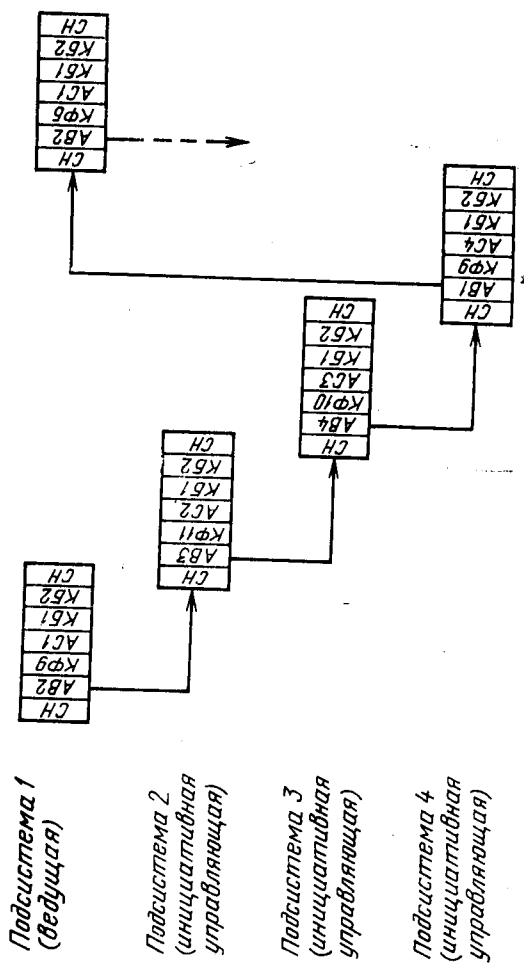 Подсистема 1
(ведущая)
СН АВ2 КФ9 АС1 КБ1 КБ2 СН
СН АВ2 КФ6 АС1 КБ1 КБ2 СН
Подсистема 2
(инициативная
управляющая)
СН АВ3 КФ11 АС2 КБ1 КБ2 СН
Подсистема 3
(инициативная
управляющая)
СН АВ4 КФ10 АС3 КБ1 КБ2 СН
Подсистема 4
(инициативная
управляющая)
СН АВ1 КФ9 АС4 КБ1 КБ2 СН